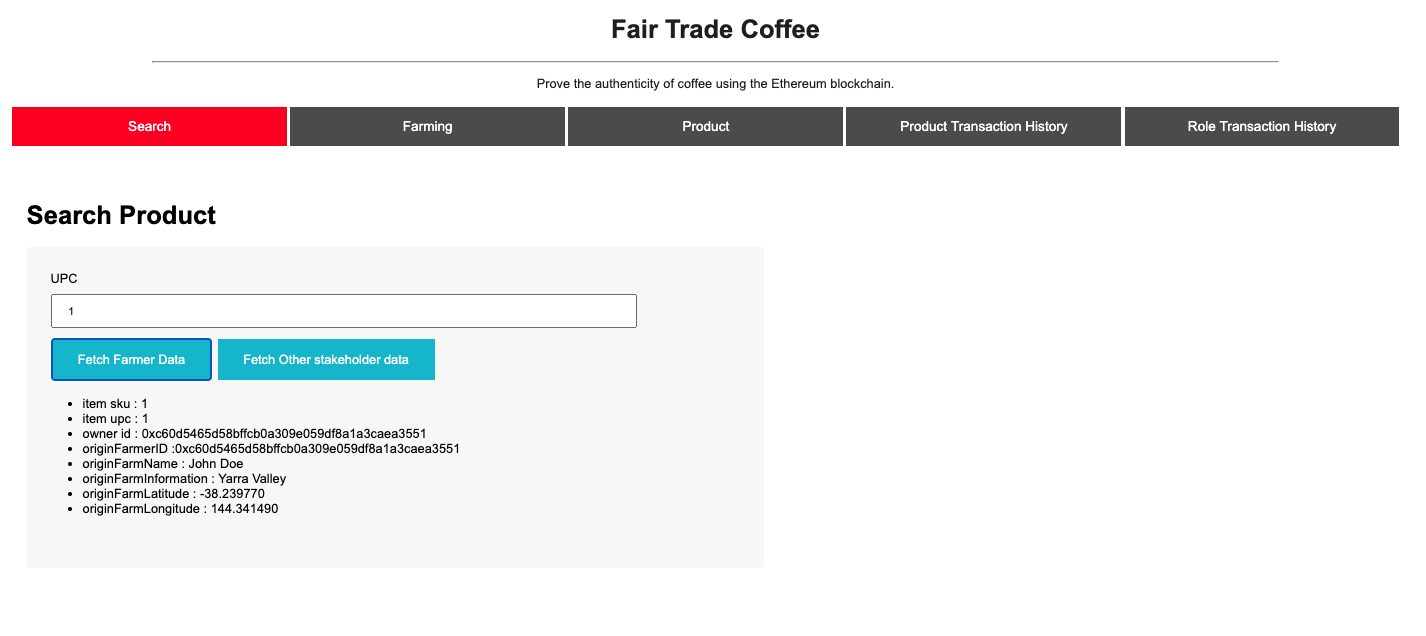 Fair Trade Coffee
Prove the authenticity of coffee using the Ethereum blockchain.
Search
Farming
Product
Product Transaction History
Role Transaction History
Search Product
UPC
1
Fetch Farmer Data
Fetch Other stakeholder data
item sku : 1
item upc : 1
owner id : 0xc60d5465d58bffcb0a309e059df8a1a3caea3551
originFarmerID :0xc60d5465d58bffcb0a309e059df8a1a3caea3551
originFarmName : John Doe
originFarmInformation : Yarra Valley
originFarmLatitude : -38.239770
originFarmLongitude : 144.341490